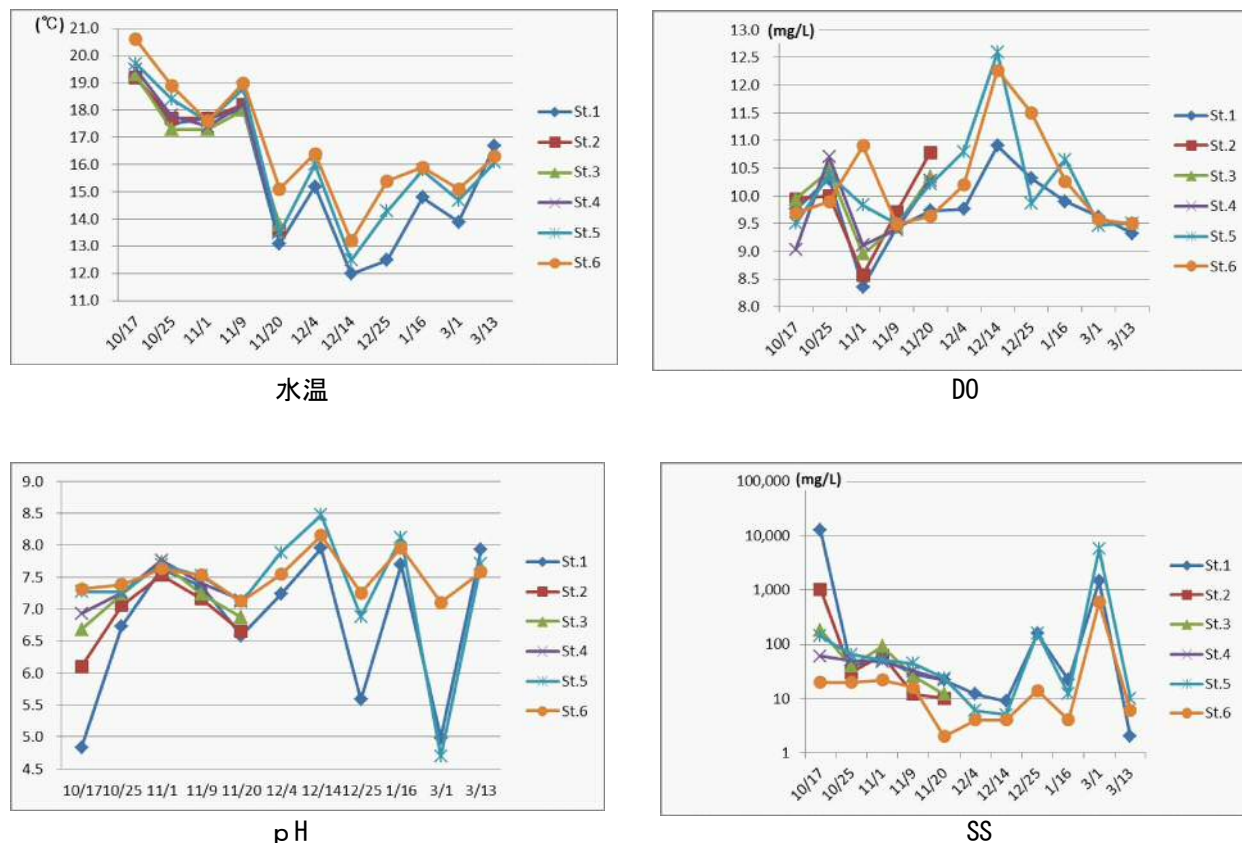 (℃)
21.0
20.0
19.0
18.0
17.0
16.0
15.0
14.0
13.0
12.0
11.0
10/17 10/25 11/1 11/9 11/20 12/4 12/14 12/25 1/16 3/1 3/13
St.1
St.2
St.3
St.4
St.5
St.6
水温
(mg/L)
13.0
12.5
12.0
11.5
11.0
10.5
10.0
9.5
9.0
8.5
8.0
10/17 10/25 11/1 11/9 11/20 12/4 12/14 12/25 1/16 3/1 3/13
St.1
St.2
St.3
St.4
St.5
St.6
DO
9.0
8.5
8.0
7.5
7.0
6.5
6.0
5.5
5.0
4.5
10/17 10/25 11/1 11/9 11/20 12/4 12/14 12/25 1/16 3/1 3/13
St.1
St.2
St.3
St.4
St.5
St.6
pH
(mg/L)
100,000
10,000
1,000
100
10
1
10/17 10/25 11/1 11/9 11/20 12/4 12/14 12/25 1/16 3/1 3/13
St.1
St.2
St.3
St.4
St.5
St.6
SS